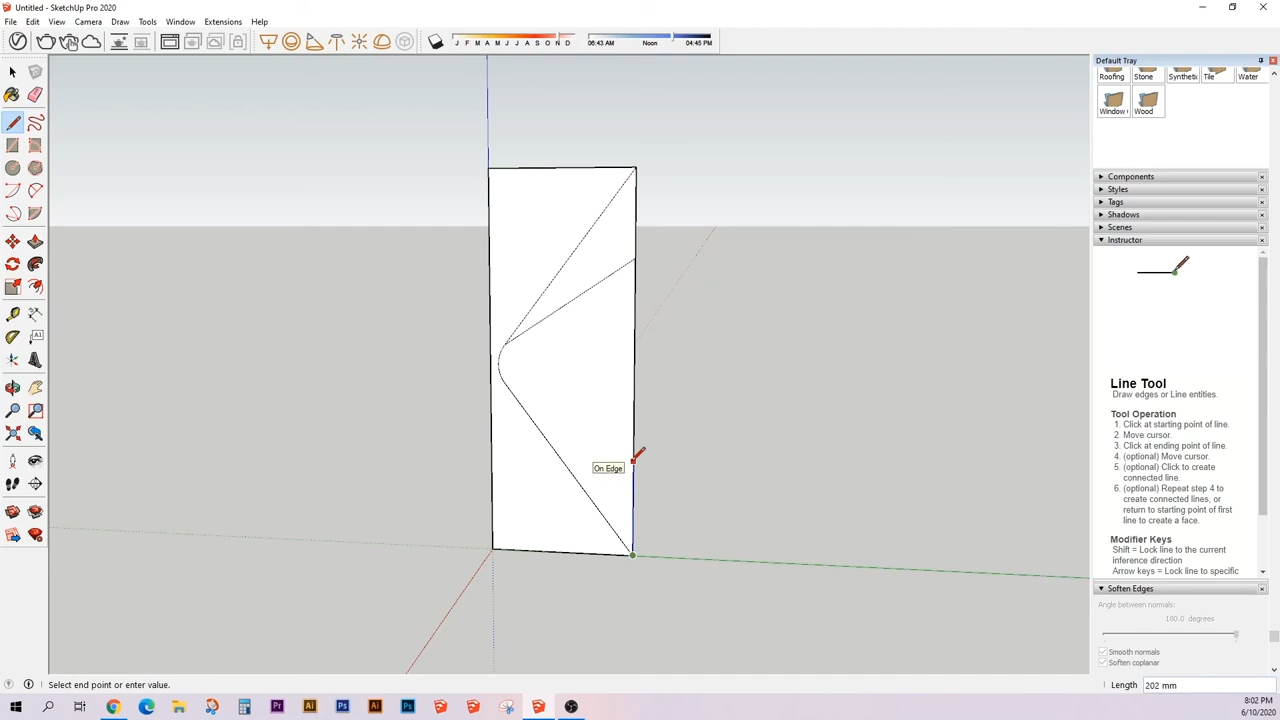 Untitled - SketchUp Pro 2020
File Edit View Camera Draw Tools Window Extensions Help
J F M A M J J A S O N D 06:43 AM Noon 04:45 PM
Default Tray
Roofing Stone Synthetic Tile Water
Window Wood
Components
Styles
Tags
Shadows
Scenes
Instructor
Line Tool
Draw edges or Line entities.
Tool Operation
1. Click at starting point of line.
2. Move cursor.
3. Click at ending point of line.
4. (optional) Move cursor.
5. (optional) Click to create
connected line.
6. (optional) Repeat step 4 to
create connected lines, or
return to starting point of first
line to create a face.
Modifier Keys
Shift = Lock line to the current
inference direction
Arrow keys = Lock line to specific
On Edge
Soften Edges
Angle between normals:
180.0 degrees
Smooth normals
Soften coplanar
Select end point or enter value.
Length 202 mm
8:02 PM
6/10/2020